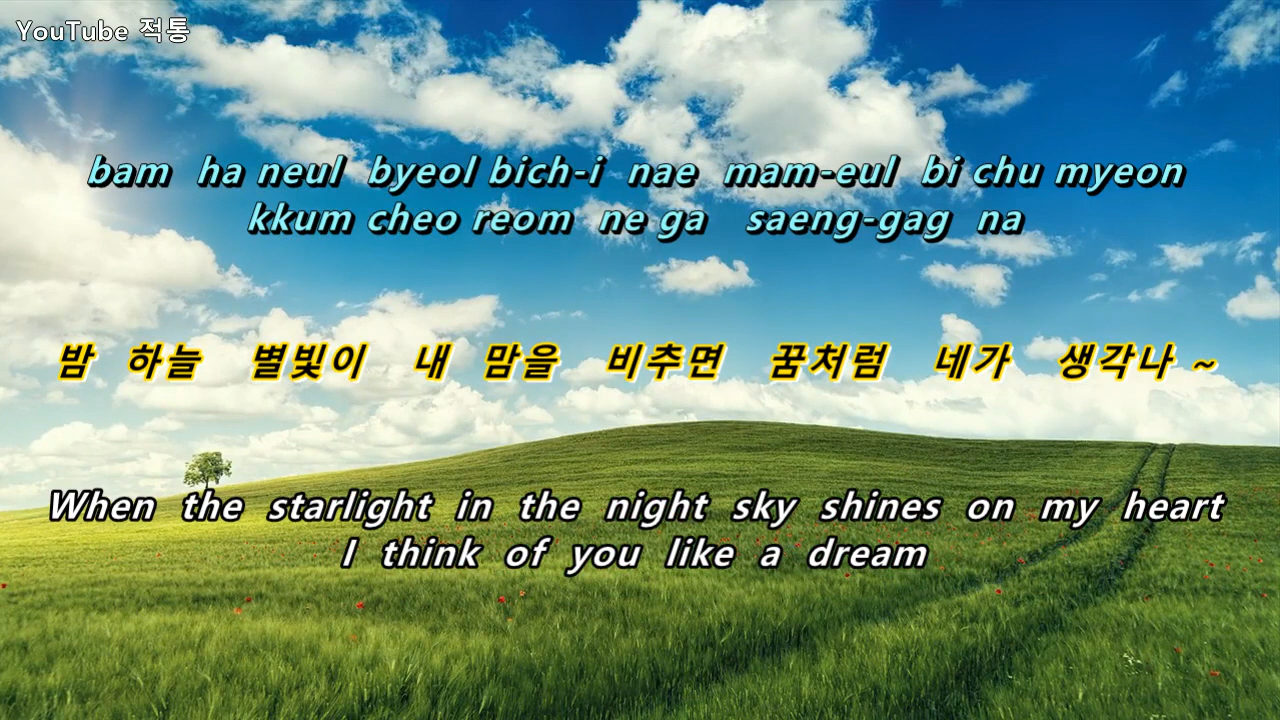 YouTube 적통
bam ha neul byeol bich-i nae mam-eul bi chu myeon
kkum cheo reom ne ga saeng-gag na
밤 하늘 별빛이 내 맘을 비추면 꿈처럼 네가 생각나 ~
When the starlight in the night sky shines on my heart
I think of you like a dream